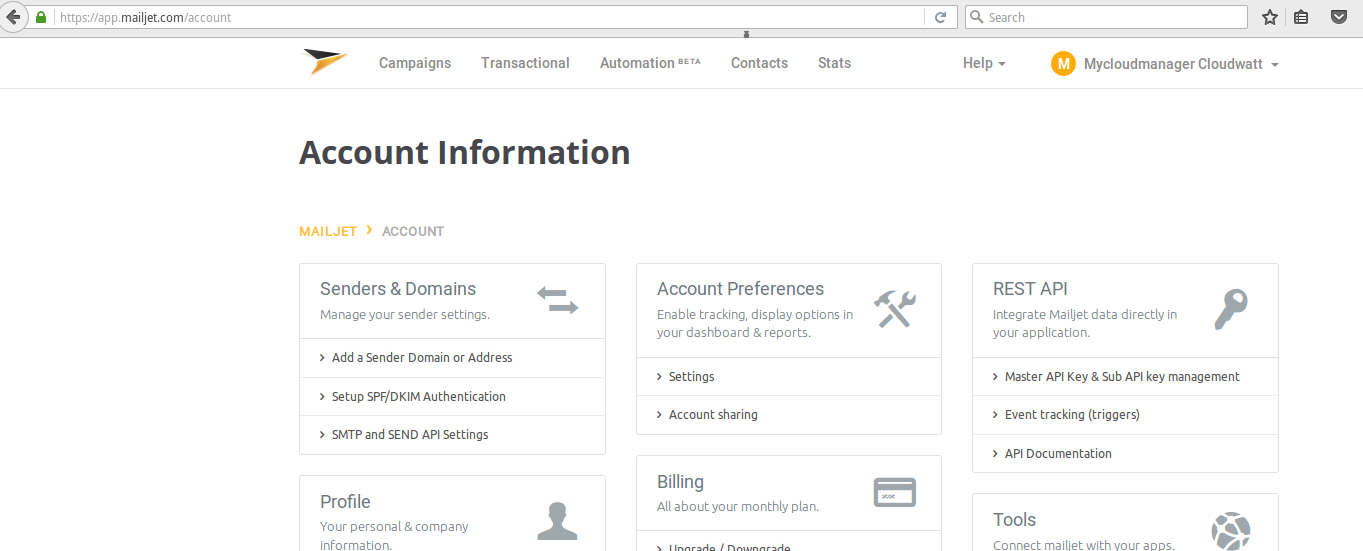 https://app.mailjet.com/account
Search
Campaigns
Transactional
Automation BETA
Contacts
Stats
Help
M
Mycloudmanager Cloudwatt
Account Information
MAILJET > ACCOUNT
Senders & Domains
Manage your sender settings.
> Add a Sender Domain or Address
> Setup SPF/DKIM Authentication
> SMTP and SEND API Settings
Profile
Your personal & company
information.
Account Preferences
Enable tracking, display options in
your dashboard & reports.
> Settings
> Account sharing
Billing
All about your monthly plan.
> Upgrade / Downgrade
REST API
Integrate Mailjet data directly in
your application.
> Master API Key & Sub API key management
> Event tracking (triggers)
> API Documentation
Tools
Connect mailjet with your apps.